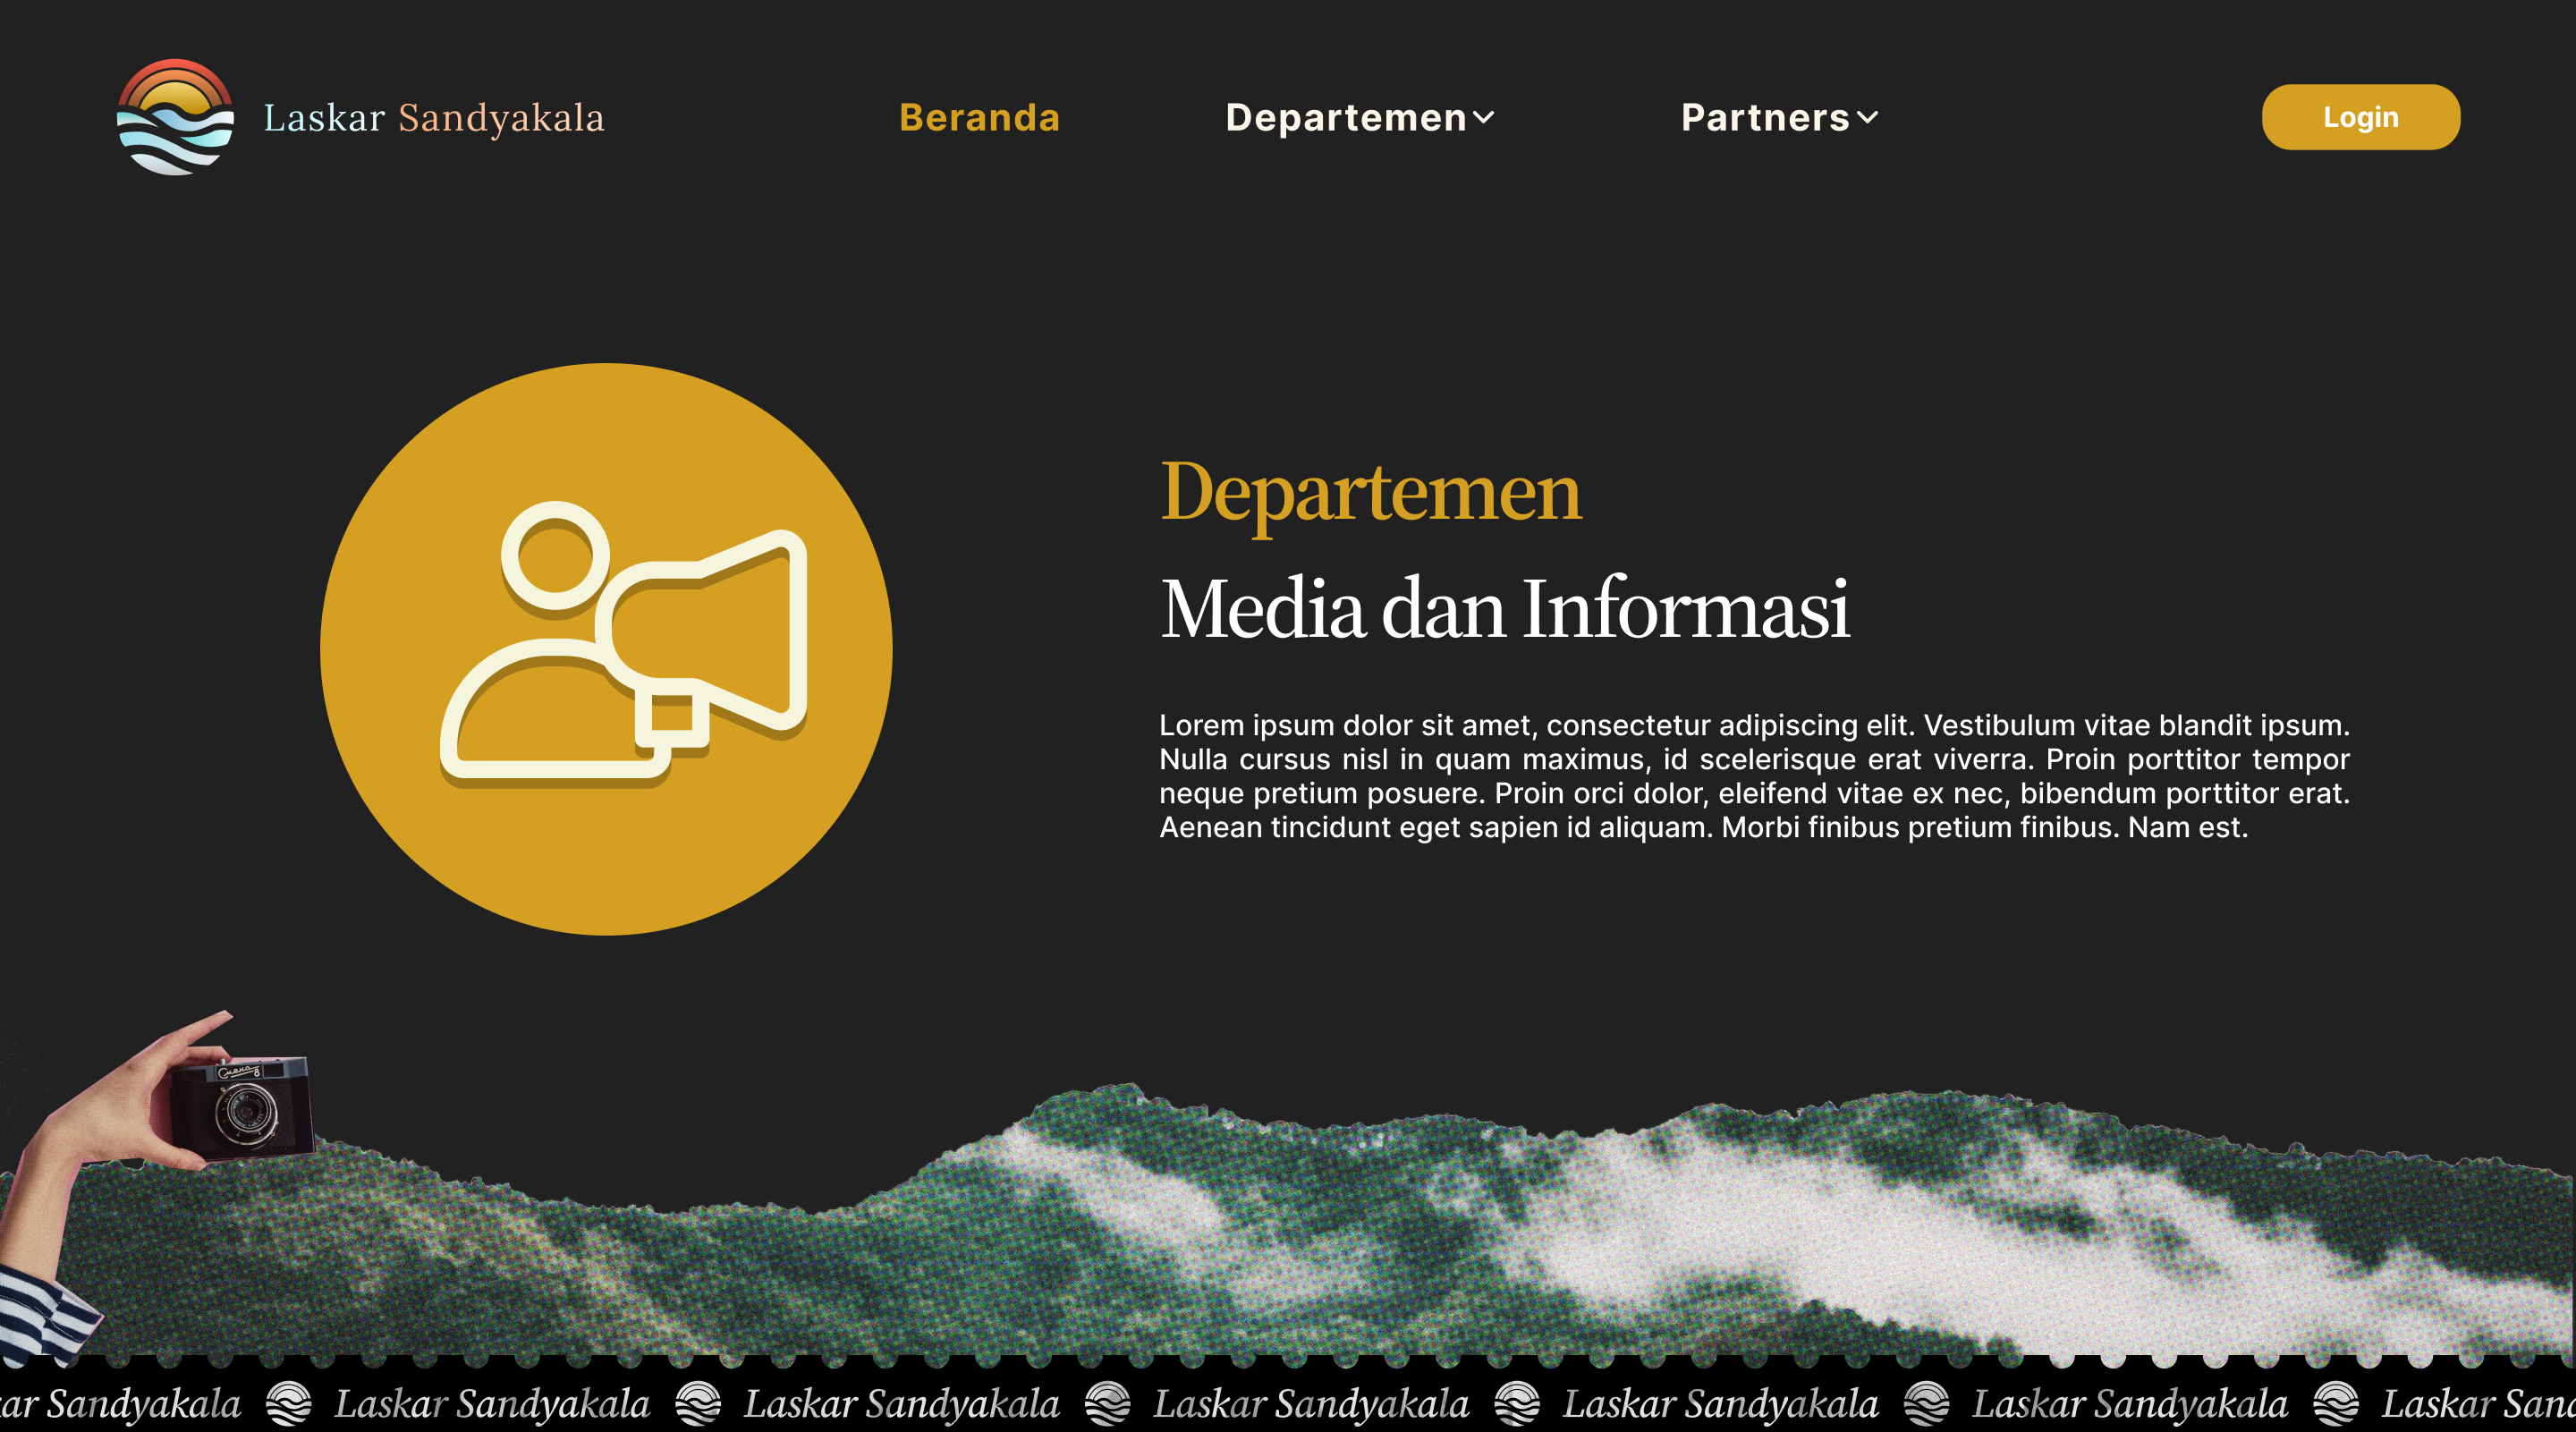 Laskar Sandyakala
Beranda
Departemen
Partners
Login
Departemen
Media dan Informasi
Lorem ipsum dolor sit amet, consectetur adipiscing elit. Vestibulum vitae blandit ipsum.
Nulla cursus nisl in quam maximus, id scelerisque erat viverra. Proin porttitor tempor
neque pretium posuere. Proin orci dolor, eleifend vitae ex nec, bibendum porttitor erat.
Aenean tincidunt eget sapien id aliquam. Morbi finibus pretium finibus. Nam est.
ar Sandyakala Laskar Sandyakala Laskar Sandyakala Laskar Sandyakala Laskar Sandyakala Laskar Sandyakala Laskar San